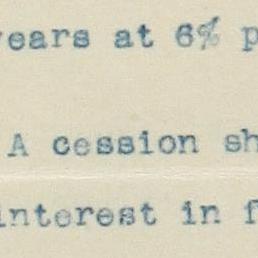 years at 6% p
A cession sh
interest in f